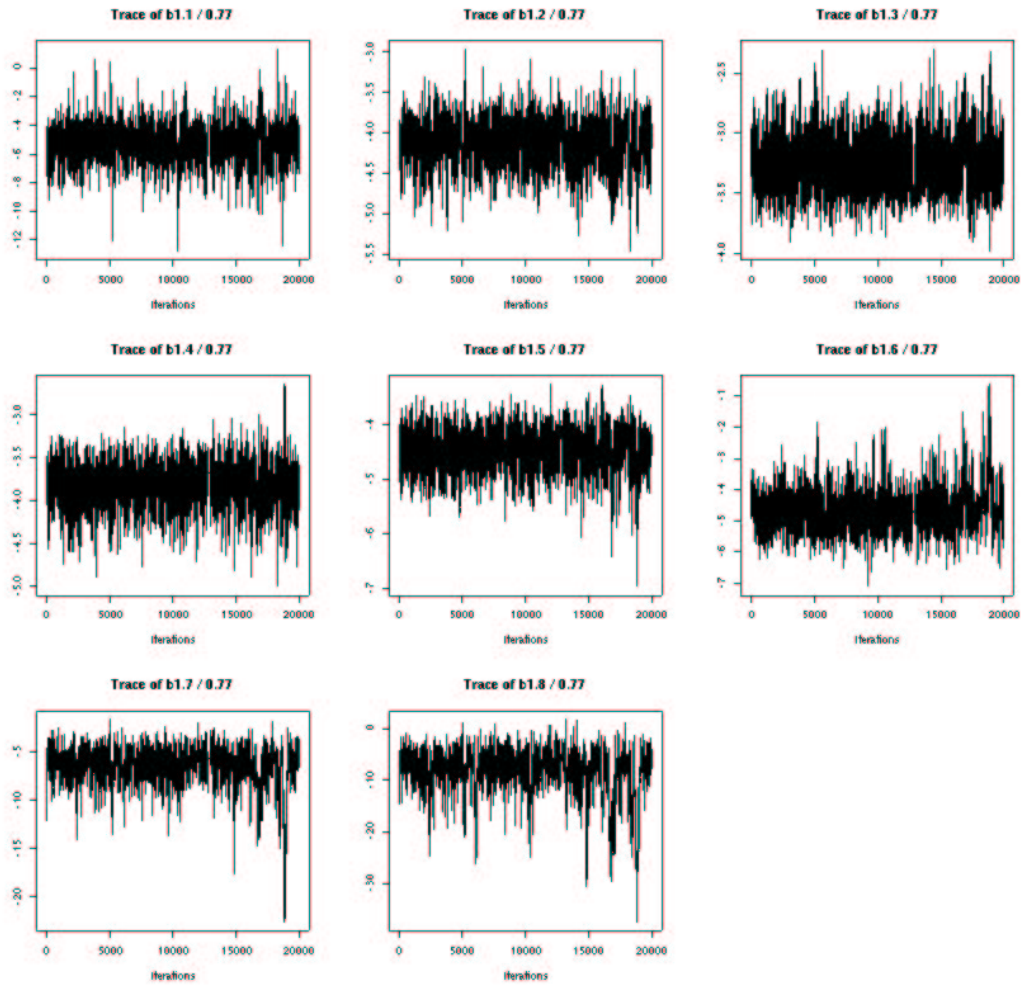 Trace of b1.1 / 0.77
0
-2
-4
-6
-8
-10
-12
0 5000 10000 15000 20000
Iterations
Trace of b1.2 / 0.77
-3.0
-3.5
-4.0
-4.5
-5.0
-5.5
0 5000 10000 15000 20000
Iterations
Trace of b1.3 / 0.77
-2.5
-3.0
-3.5
-4.0
0 5000 10000 15000 20000
Iterations
Trace of b1.4 / 0.77
-3.0
-3.5
-4.0
-4.5
-5.0
0 5000 10000 15000 20000
Iterations
Trace of b1.5 / 0.77
-4
-5
-6
-7
0 5000 10000 15000 20000
Iterations
Trace of b1.6 / 0.77
-1
-2
-3
-4
-5
-6
-7
0 5000 10000 15000 20000
Iterations
Trace of b1.7 / 0.77
-5
-10
-15
-20
0 5000 10000 15000 20000
Iterations
Trace of b1.8 / 0.77
0
-10
-20
-30
0 5000 10000 15000 20000
Iterations